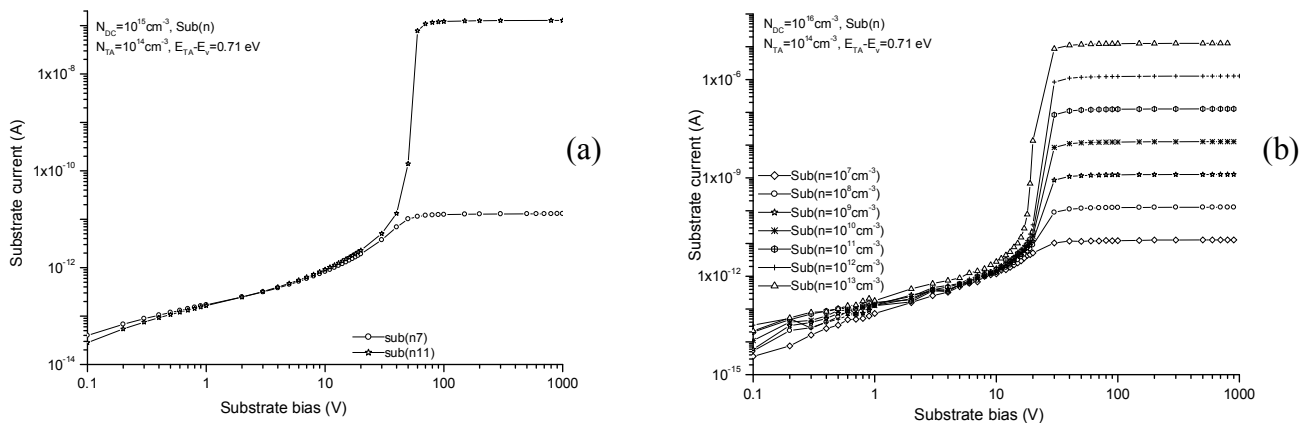 N_DC=10^15cm^-3, Sub(n)
N_TA=10^14cm^-3, E_TA-E_v=0.71 eV
Substrate current (A)
1x10^-8
1x10^-10
1x10^-12
10^-14
0.1
1
10
100
1000
Substrate bias (V)
sub(n7)
sub(n11)
(a)
N_DC=10^16cm^-3, Sub(n)
N_TA=10^14cm^-3, E_TA-E_v=0.71 eV
Substrate current (A)
1x10^-6
1x10^-9
1x10^-12
10^-15
Sub(n=10^7cm^-3)
Sub(n=10^8cm^-3)
Sub(n=10^9cm^-3)
Sub(n=10^10cm^-3)
Sub(n=10^11cm^-3)
Sub(n=10^12cm^-3)
Sub(n=10^13cm^-3)
0.1
1
10
100
1000
Substrate bias (V)
(b)